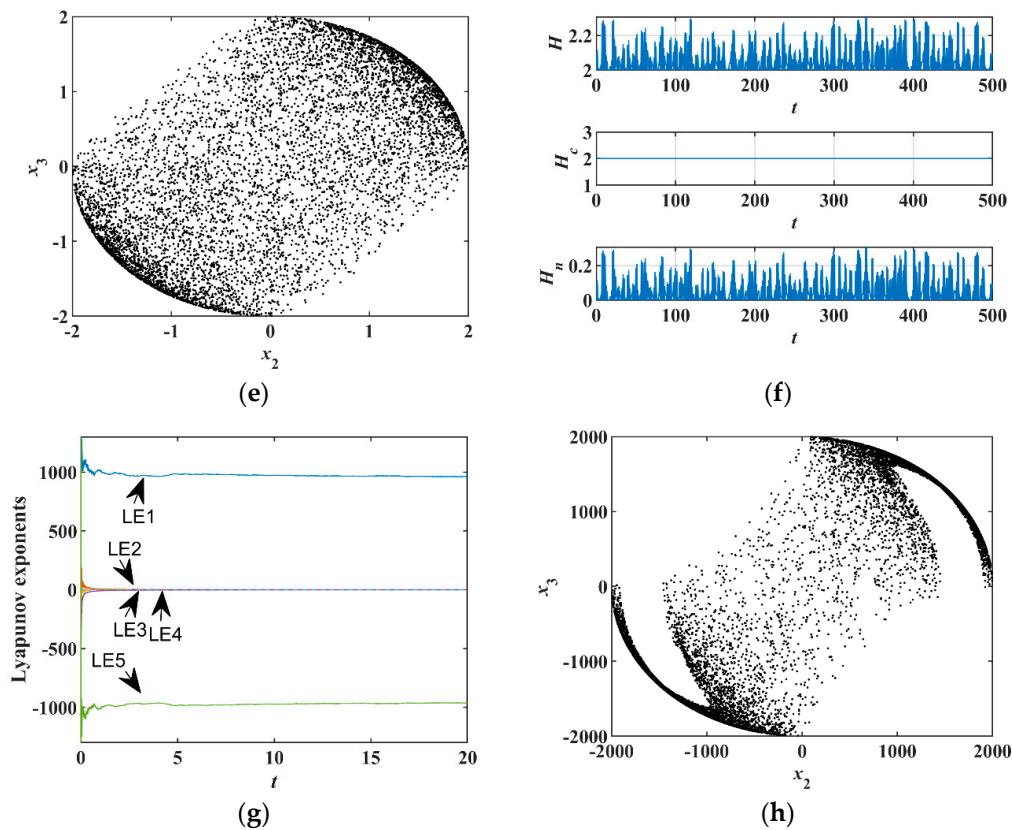 2
1
0
-1
-2
x3
-2 -1 0 1 2
x2
(e)
2.2
2
H
0 100 200 300 400 500
t
3
2
1
Hc
0 100 200 300 400 500
t
0.2
0
Hn
0 100 200 300 400 500
t
(f)
1000
500
0
-500
-1000
Lyapunov exponents
LE1
LE2
LE3 LE4
LE5
0 5 10 15 20
t
(g)
2000
1000
0
-1000
-2000
x3
-2000 -1000 0 1000 2000
x2
(h)